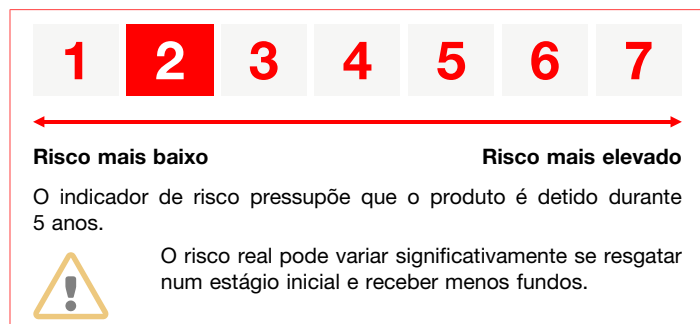 1 2 3 4 5 6 7
Risco mais baixo Risco mais elevado
O indicador de risco pressupõe que o produto é detido durante
5 anos.
O risco real pode variar significativamente se resgatar
num estágio inicial e receber menos fundos.